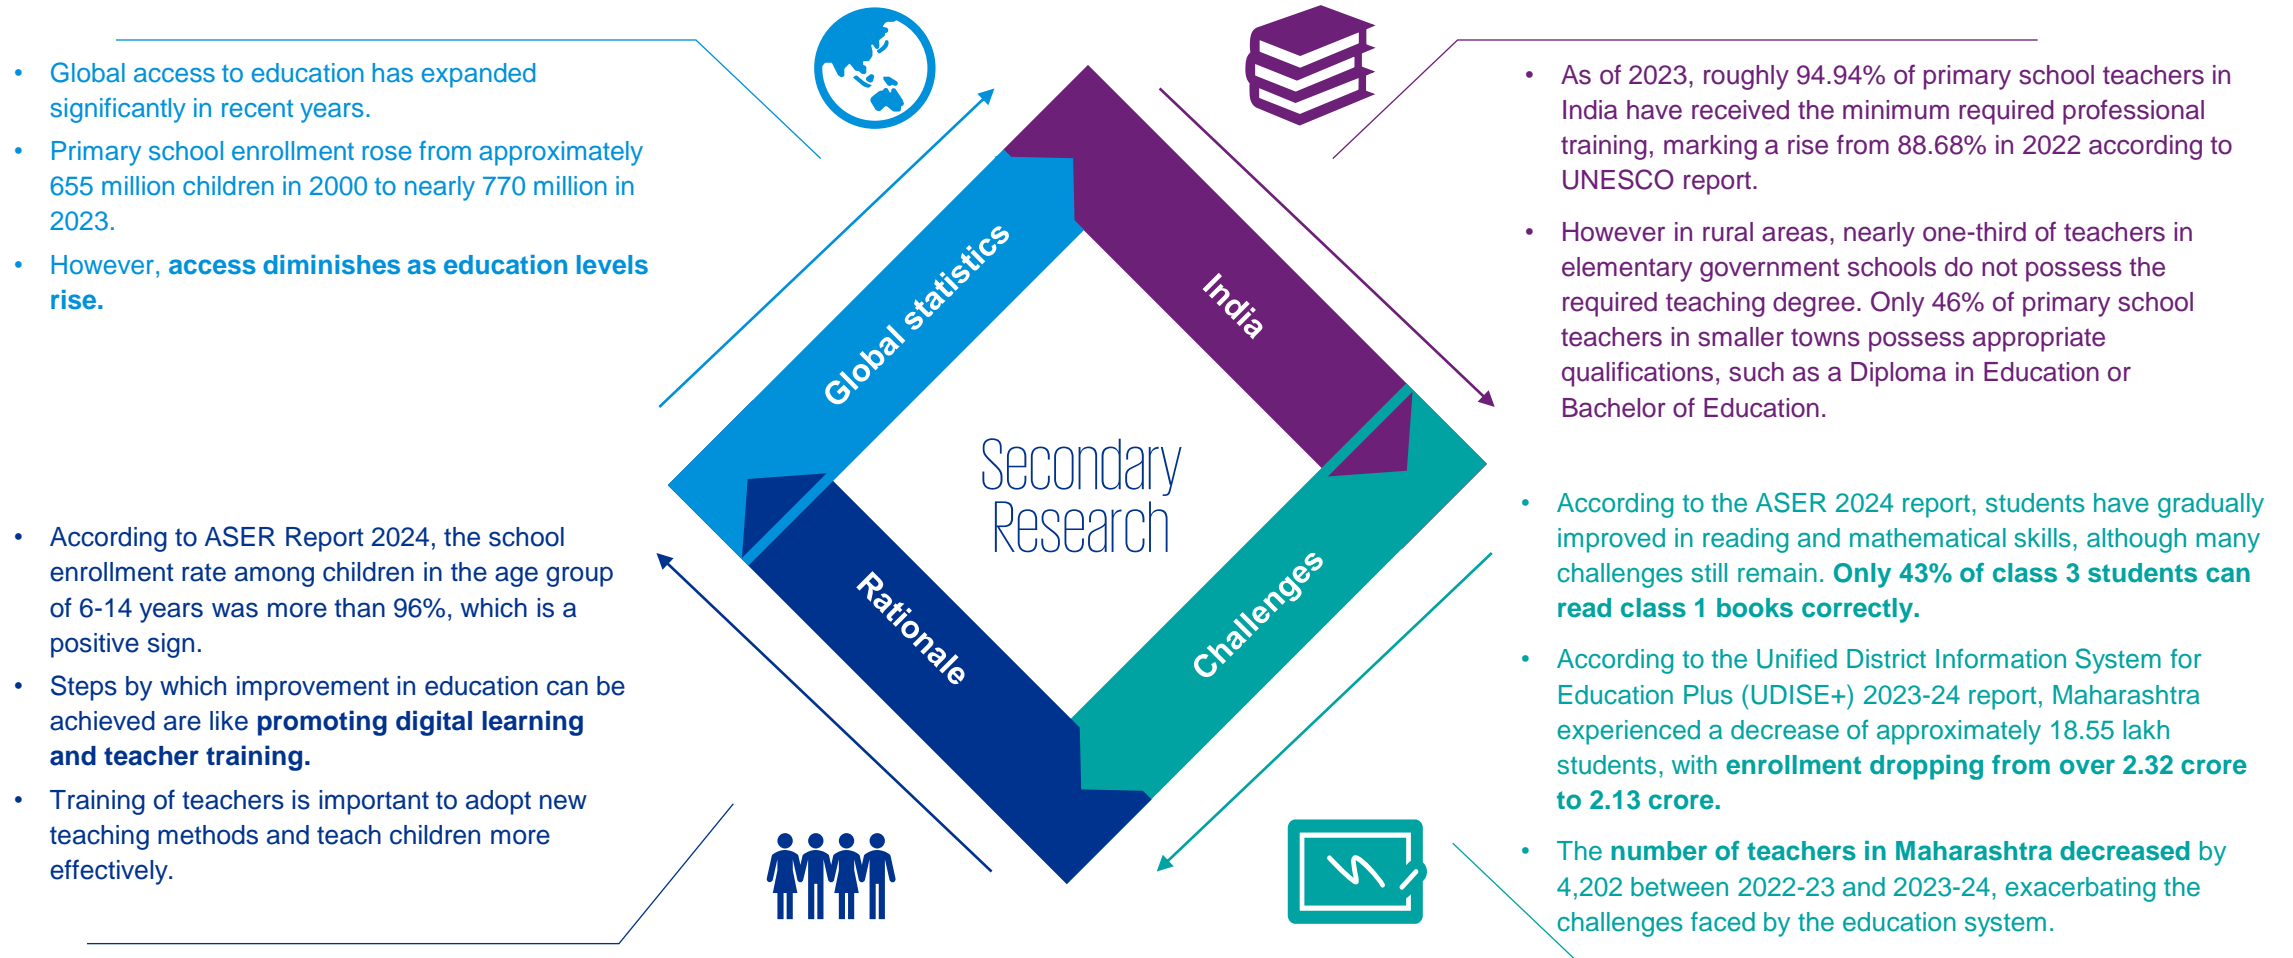 • Global access to education has expanded
significantly in recent years.
• Primary school enrollment rose from approximately
655 million children in 2000 to nearly 770 million in
2023.
• However, access diminishes as education levels
rise.
• As of 2023, roughly 94.94% of primary school teachers in
India have received the minimum required professional
training, marking a rise from 88.68% in 2022 according to
UNESCO report.
• However in rural areas, nearly one-third of teachers in
elementary government schools do not possess the
required teaching degree. Only 46% of primary school
teachers in smaller towns possess appropriate
qualifications, such as a Diploma in Education or
Bachelor of Education.
Global statistics
India
Secondary
Research
Rationale
Challenges
• According to ASER Report 2024, the school
enrollment rate among children in the age group
of 6-14 years was more than 96%, which is a
positive sign.
• Steps by which improvement in education can be
achieved are like promoting digital learning
and teacher training.
• Training of teachers is important to adopt new
teaching methods and teach children more
effectively.
• According to the ASER 2024 report, students have gradually
improved in reading and mathematical skills, although many
challenges still remain. Only 43% of class 3 students can
read class 1 books correctly.
• According to the Unified District Information System for
Education Plus (UDISE+) 2023-24 report, Maharashtra
experienced a decrease of approximately 18.55 lakh
students, with enrollment dropping from over 2.32 crore
to 2.13 crore.
• The number of teachers in Maharashtra decreased by
4,202 between 2022-23 and 2023-24, exacerbating the
challenges faced by the education system.